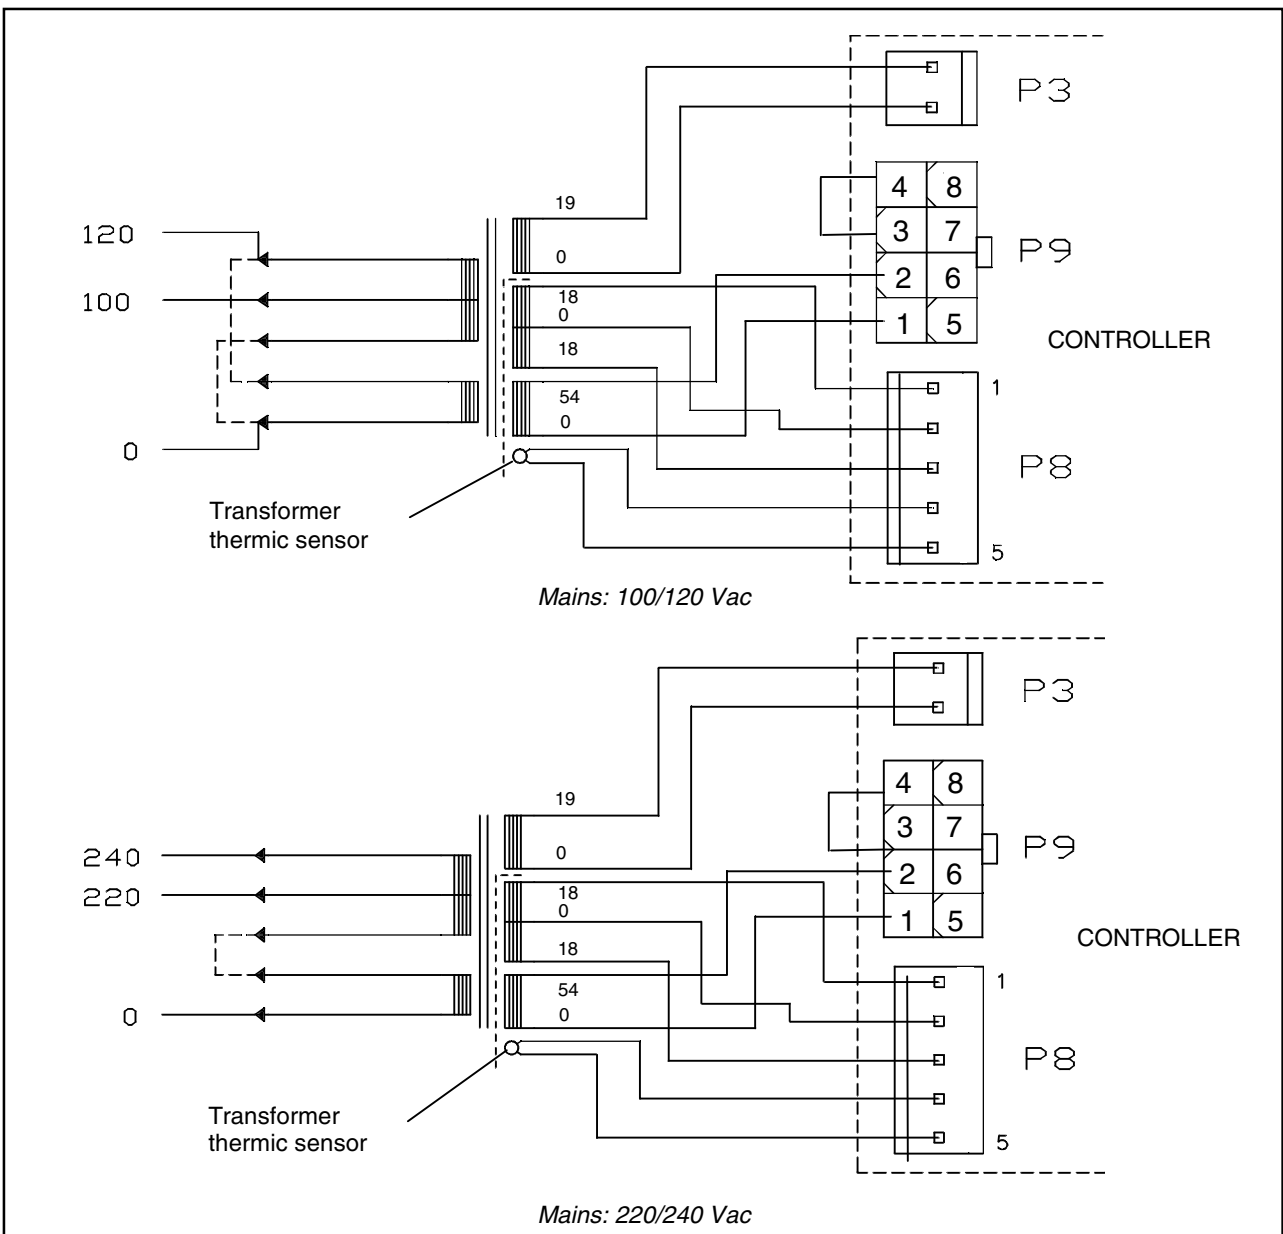 P3
19
4 8
120
3 7
P9
0
2 6
100
18
0
1 5
CONTROLLER
18
1
54
0
0
P8
Transformer
thermic sensor
5
Mains: 100/120 Vac
P3
4 8
19
3 7
P9
240
0
2 6
220
18
0
1 5
CONTROLLER
18
1
54
0
0
P8
Transformer
thermic sensor
5
Mains: 220/240 Vac